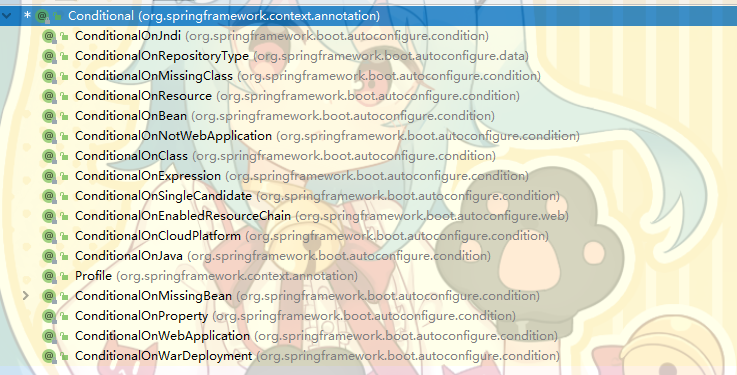 * Conditional (org.springframework.context.annotation)
ConditionalOnJndi (org.springframework.boot.autoconfigure.condition)
ConditionalOnRepositoryType (org.springframework.boot.autoconfigure.data)
ConditionalOnMissingClass (org.springframework.boot.autoconfigure.condition)
ConditionalOnResource (org.springframework.boot.autoconfigure.condition)
ConditionalOnBean (org.springframework.boot.autoconfigure.condition)
ConditionalOnNotWebApplication (org.springframework.boot.autoconfigure.condition)
ConditionalOnClass (org.springframework.boot.autoconfigure.condition)
ConditionalOnExpression (org.springframework.boot.autoconfigure.condition)
ConditionalOnSingleCandidate (org.springframework.boot.autoconfigure.condition)
ConditionalOnEnabledResourceChain (org.springframework.boot.autoconfigure.web)
ConditionalOnCloudPlatform (org.springframework.boot.autoconfigure.condition)
ConditionalOnJava (org.springframework.boot.autoconfigure.condition)
Profile (org.springframework.context.annotation)
ConditionalOnMissingBean (org.springframework.boot.autoconfigure.condition)
ConditionalOnProperty (org.springframework.boot.autoconfigure.condition)
ConditionalOnWebApplication (org.springframework.boot.autoconfigure.condition)
ConditionalOnWarDeployment (org.springframework.boot.autoconfigure.condition)